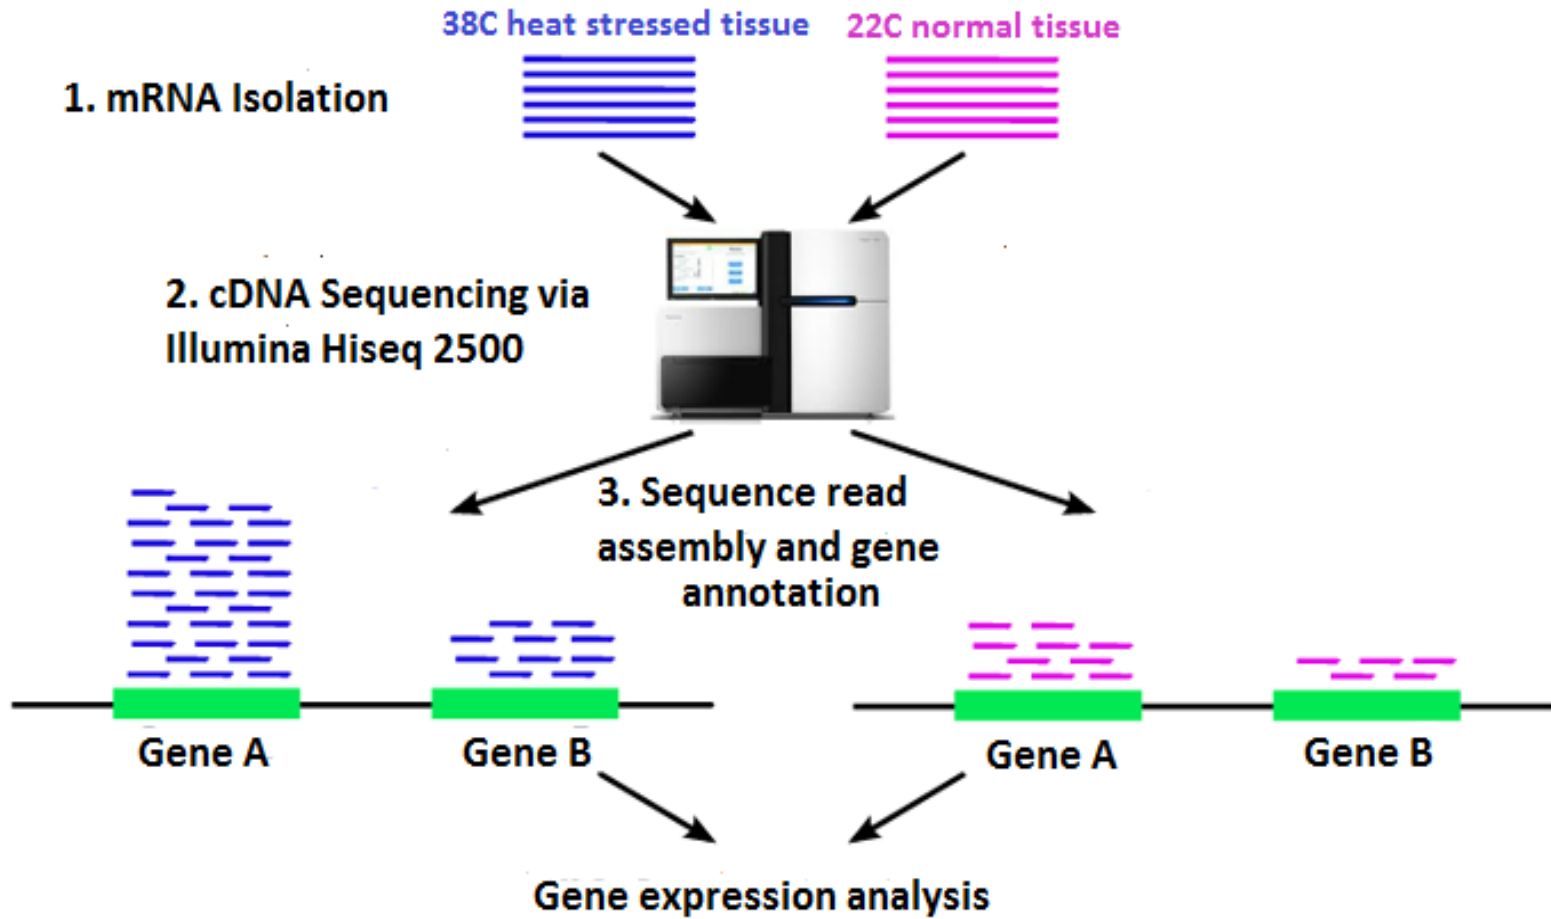 38C heat stressed tissue
22C normal tissue
1. mRNA Isolation
2. cDNA Sequencing via
Illumina Hiseq 2500
3. Sequence read
assembly and gene
annotation
Gene A
Gene B
Gene A
Gene B
Gene expression analysis